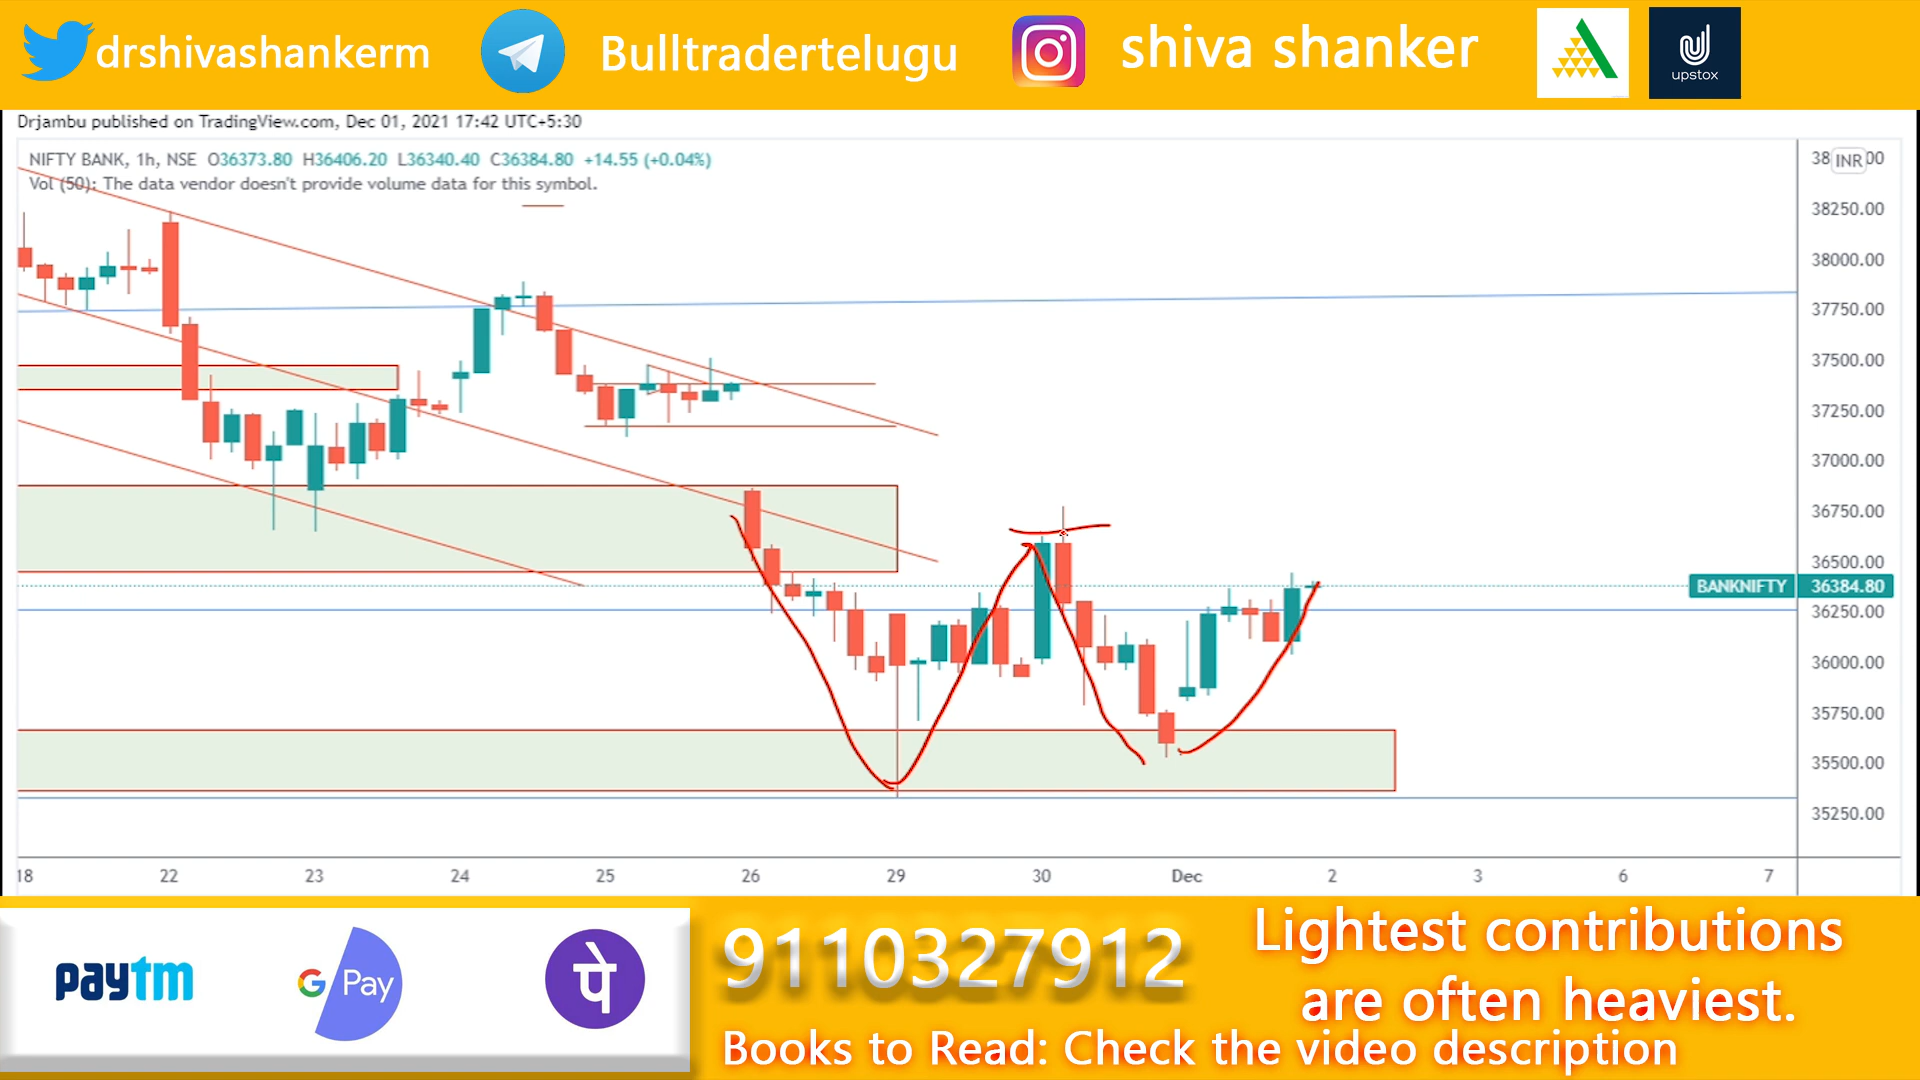 drshivashankerm
Bulltradertelugu
shiva shanker
upstox
Drjambu published on TradingView.com, Dec 01, 2021 17:42 UTC+5:30
NIFTY BANK, 1h, NSE O36373.80 H36406.20 L36340.40 C36384.80 +14.55 (+0.04%)
Vol (50): The data vendor doesn't provide volume data for this symbol.
INR
38250.00
38000.00
37750.00
37500.00
37250.00
37000.00
36750.00
36500.00
BANKNIFTY 36384.80
36250.00
36000.00
35750.00
35500.00
35250.00
18 22 23 24 25 26 29 30 Dec 2 3 6 7
paytm
G Pay
पे
9110327912
Lightest contributions
are often heaviest.
Books to Read: Check the video description